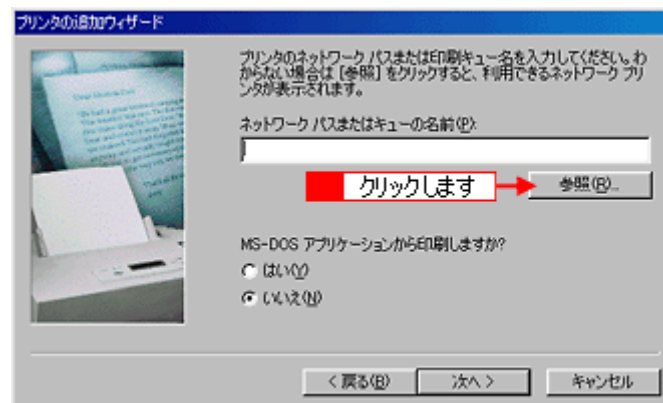 プリンタの追加ウィザード
プリンタのネットワーク パスまたは印刷キュー名を入力してください。わ
からない場合は [参照] をクリックすると、利用できるネットワーク プリ
ンタが表示されます。
ネットワーク パスまたはキューの名前(P):
クリックします
参照(R)...
MS-DOS アプリケーションから印刷しますか?
はい(Y)
いいえ(N)
< 戻る(B)
次へ >
キャンセル